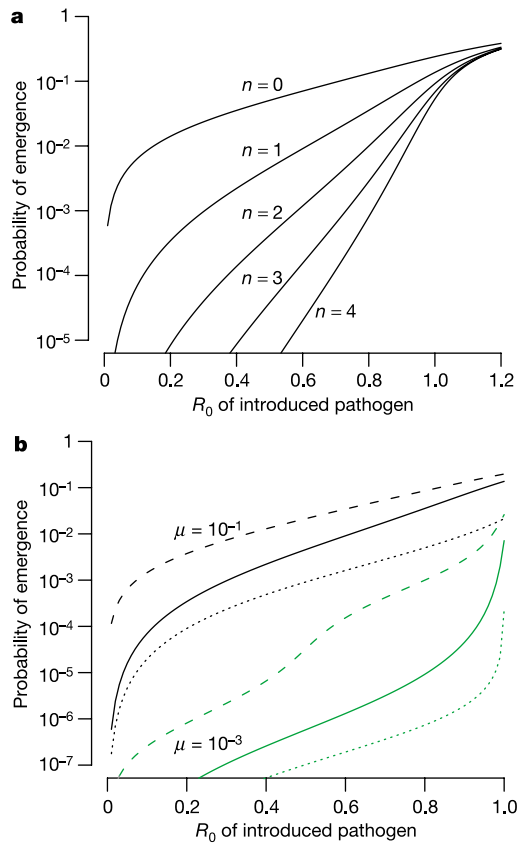 a
1
10⁻¹
10⁻²
10⁻³
10⁻⁴
10⁻⁵
Probability of emergence
n = 0
n = 1
n = 2
n = 3
n = 4
0 0.2 0.4 0.6 0.8 1.0 1.2
R₀ of introduced pathogen
b
1
10⁻¹
10⁻²
10⁻³
10⁻⁴
10⁻⁵
10⁻⁶
10⁻⁷
Probability of emergence
μ = 10⁻¹
μ = 10⁻³
0 0.2 0.4 0.6 0.8 1.0
R₀ of introduced pathogen